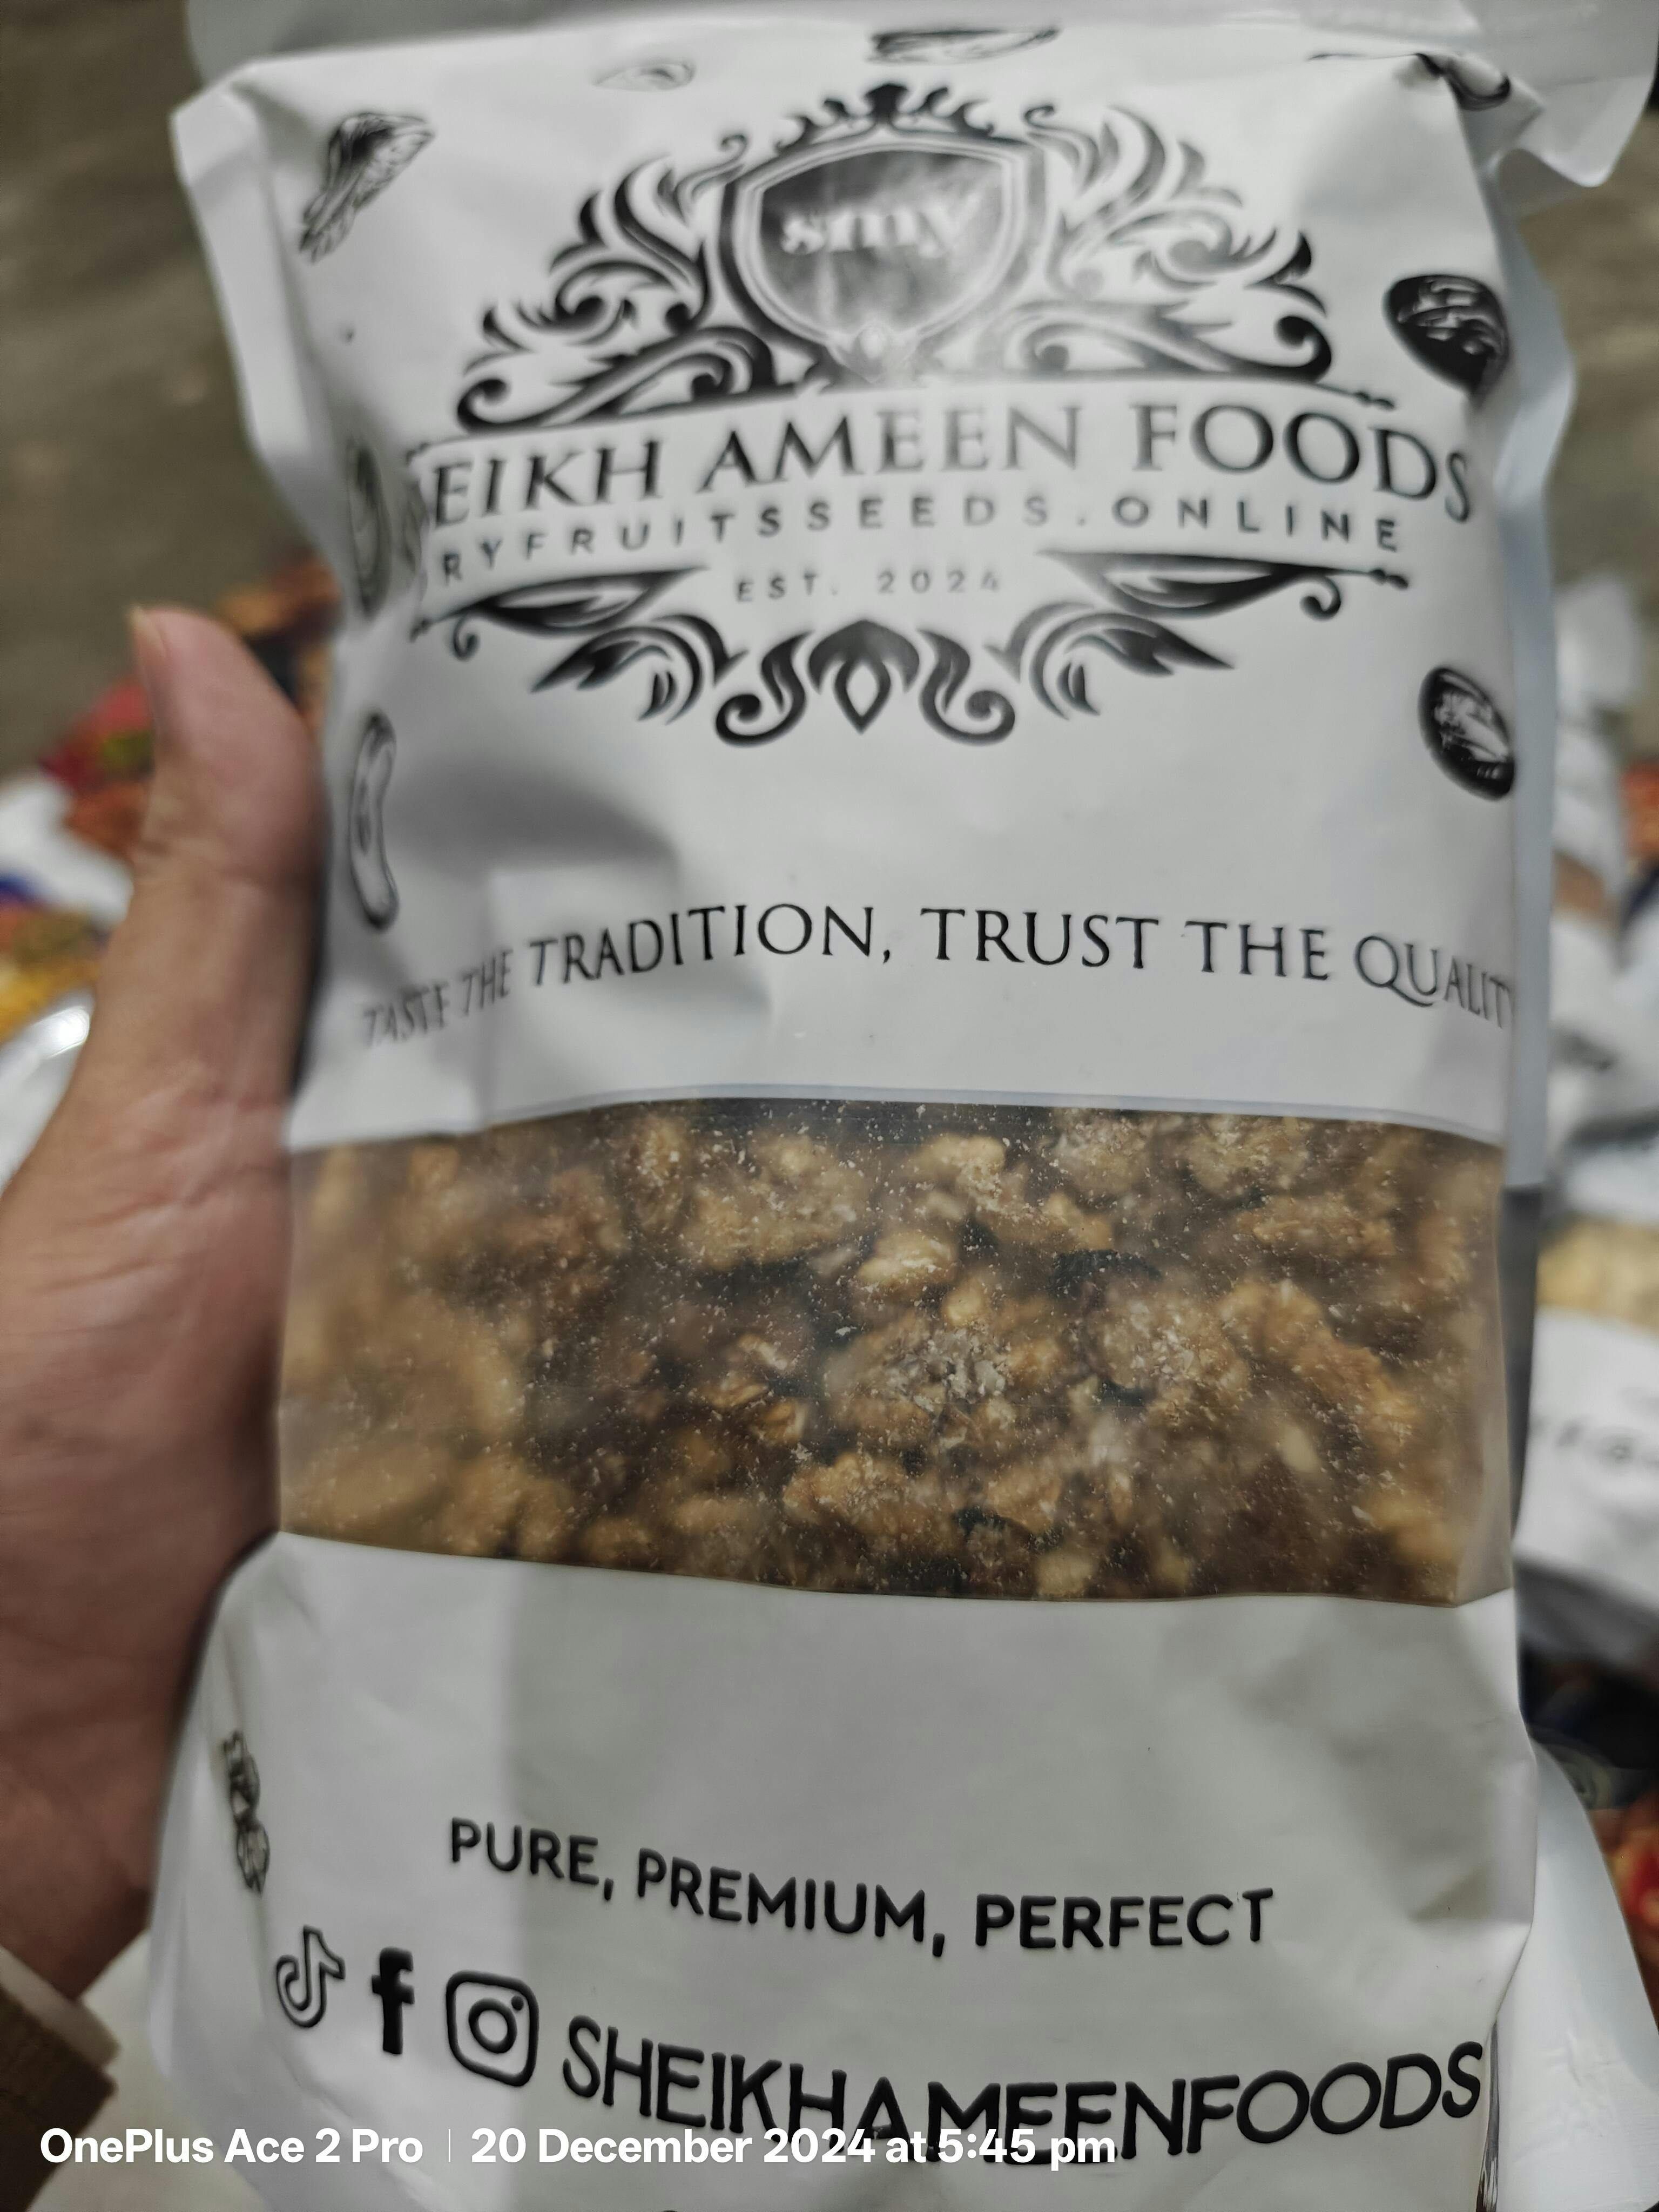 smy
EIKH AMEEN FOODS
RYFRUITSSEEDS.ONLINE
EST. 2024
TASTE THE TRADITION, TRUST THE QUALITY
PURE, PREMIUM, PERFECT
SHEIKHAMEENFOODS
OnePlus Ace 2 Pro | 20 December 2024 at 5:45 pm